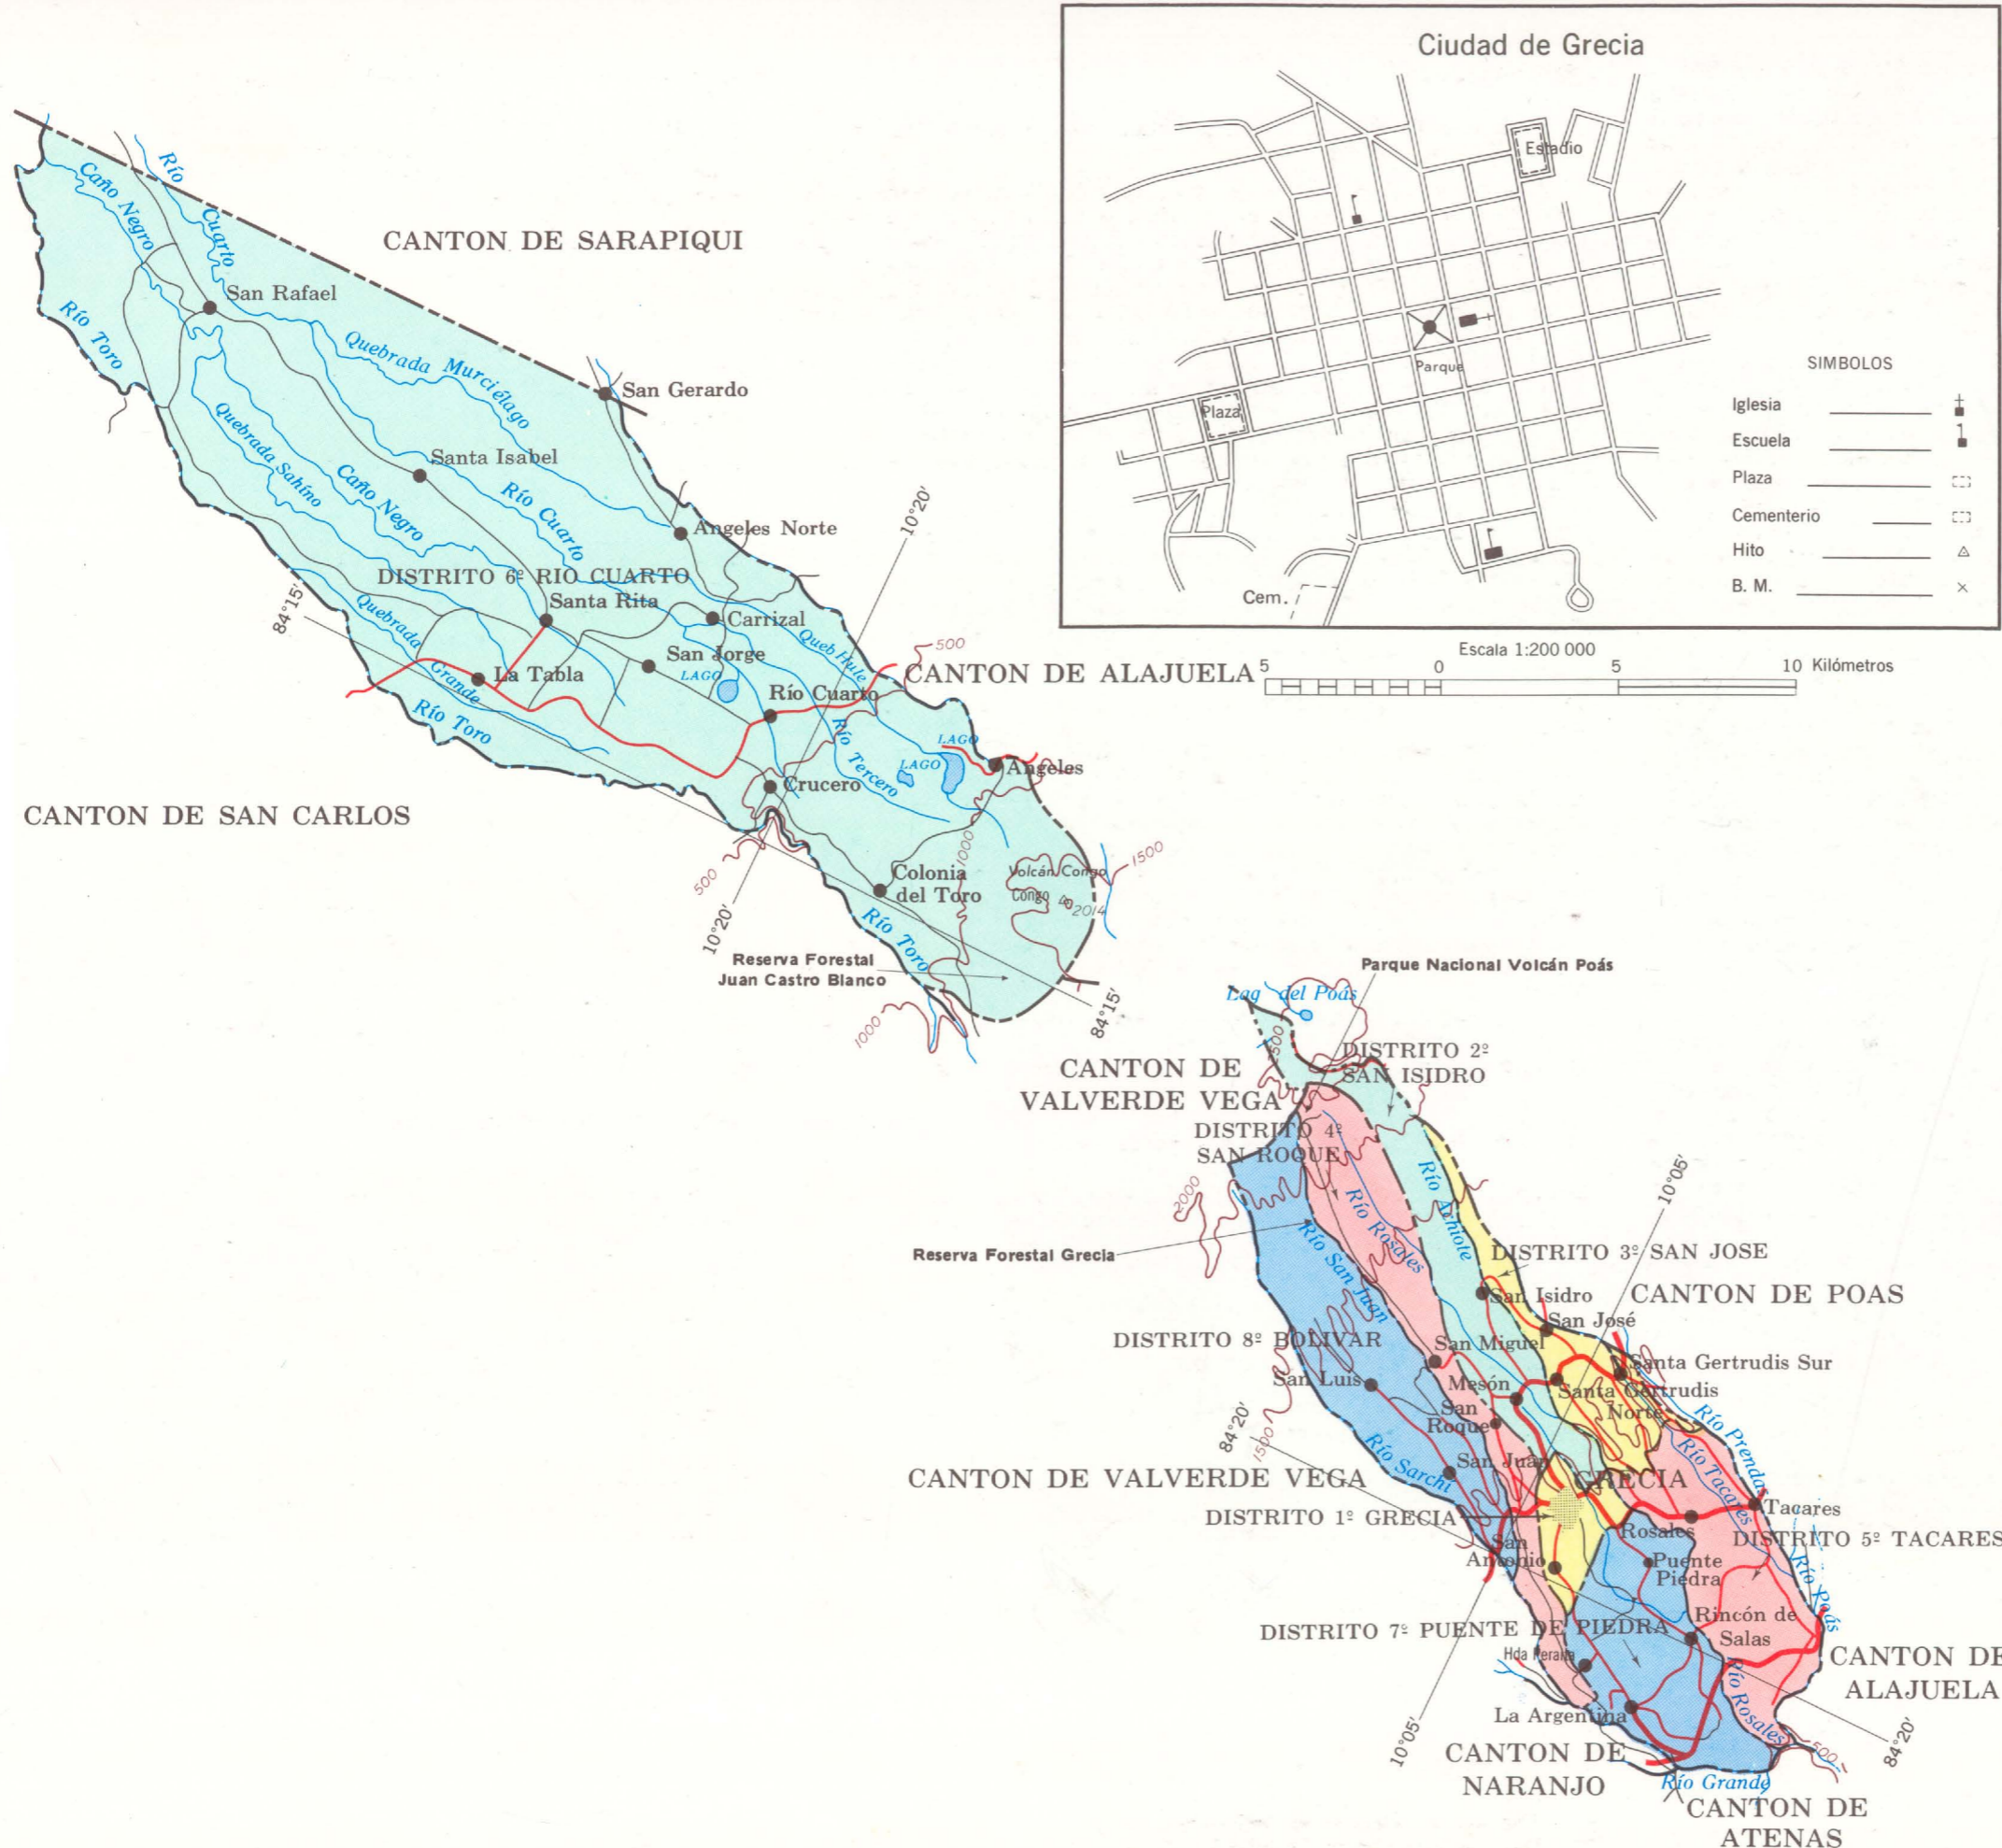 Ciudad de Grecia
Estadio
Parque
Plaza
Cem.
SIMBOLOS
Iglesia
Escuela
Plaza
Cementerio
Hito
B. M.
Escala 1:200 000
5 0 5 10 Kilómetros
CANTON DE SARAPIQUI
Río
Cuarto
Caño Negro
San Rafael
Río Toro
Quebrada Murciélago
San Gerardo
Quebrada Sahíno
Santa Isabel
Caño Negro
Río Cuarto
Angeles Norte
10°20'
DISTRITO 6º RIO CUARTO
Santa Rita
84°15'
Quebrada
Grande
Carrizal
Queb Hule
500
San Jorge
LAGO
La Tabla
Río Cuarto
CANTON DE ALAJUELA
Río Toro
Río Tercero
LAGO
LAGO
Angeles
Crucero
CANTON DE SAN CARLOS
1000
500
1500
Colonia
del Toro
Volcán Congo
Congo
2014
10°20'
Río Toro
Reserva Forestal
Juan Castro Blanco
1000
84°15'
Parque Nacional Volcán Poás
Lag del Poás
2500
DISTRITO 2º
SAN ISIDRO
CANTON DE
VALVERDE VEGA
DISTRITO 4º
SAN ROQUE
2000
Río Achiote
10°05'
Río Rosales
Reserva Forestal Grecia
Río San Juan
DISTRITO 3º SAN JOSE
San Isidro
CANTON DE POAS
San José
DISTRITO 8º BOLIVAR
San Miguel
Santa Gertrudis Sur
San Luis
Mesón
Santa Gertrudis
Norte
San
Roque
84°20'
1500
Río Prendas
Río Tacares
Río Sarchí
San Juan
CANTON DE VALVERDE VEGA
GRECIA
DISTRITO 1º GRECIA
Tacares
Rosales
DISTRITO 5º TACARES
San
Antonio
Puente
Piedra
Río Poás
Rincón de
Salas
DISTRITO 7º PUENTE DE PIEDRA
Hda Peralta
CANTON DE
ALAJUELA
Río Rosales
La Argentina
10°05'
84°20'
500
CANTON DE
NARANJO
Río Grande
CANTON DE
ATENAS